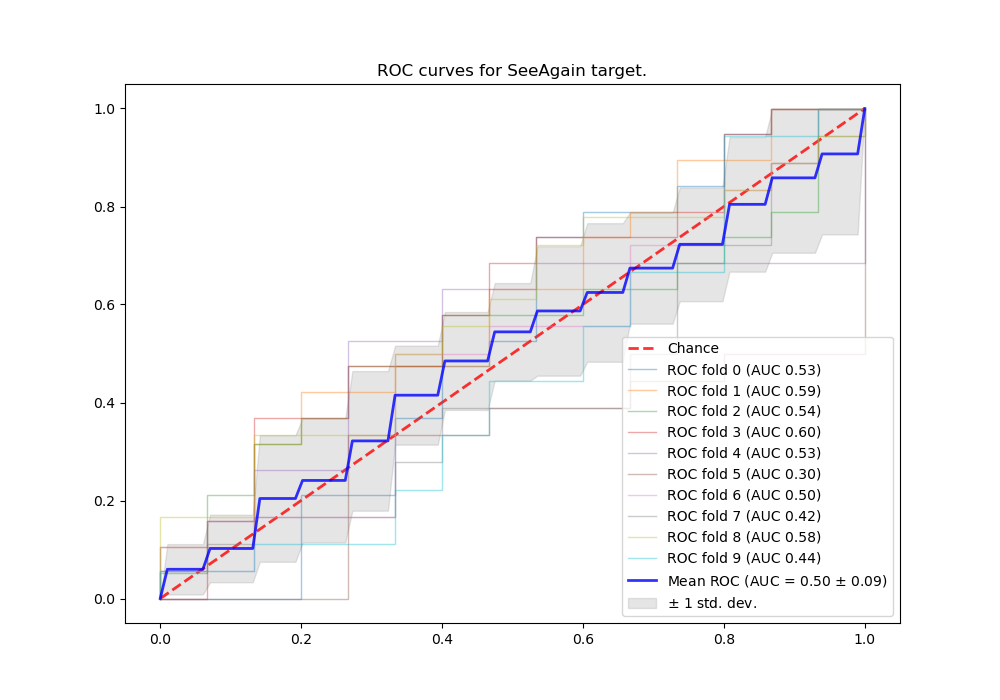 ROC curves for SeeAgain target.
1.0
0.8
0.6
0.4
0.2
0.0
0.0 0.2 0.4 0.6 0.8 1.0
Chance
ROC fold 0 (AUC 0.53)
ROC fold 1 (AUC 0.59)
ROC fold 2 (AUC 0.54)
ROC fold 3 (AUC 0.60)
ROC fold 4 (AUC 0.53)
ROC fold 5 (AUC 0.30)
ROC fold 6 (AUC 0.50)
ROC fold 7 (AUC 0.42)
ROC fold 8 (AUC 0.58)
ROC fold 9 (AUC 0.44)
Mean ROC (AUC = 0.50 ± 0.09)
± 1 std. dev.